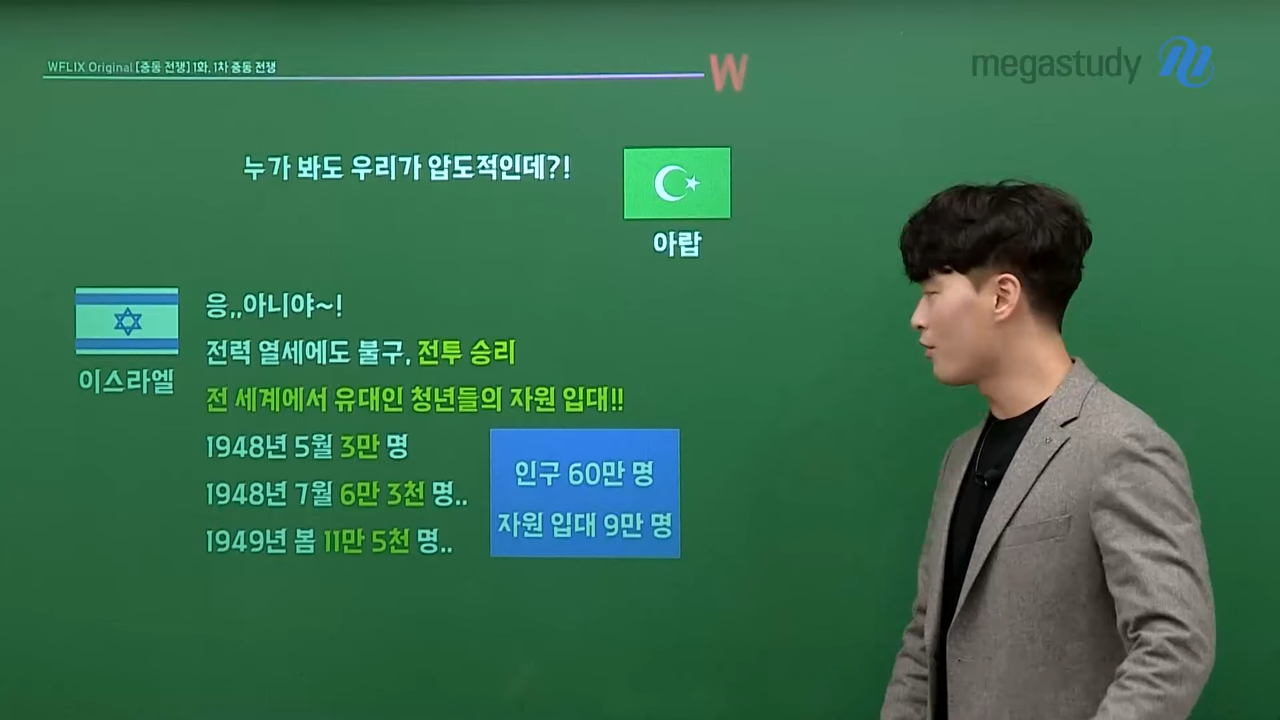 WFLIX Original [중동 전쟁] 1화, 1차 중동 전쟁
W
megastudy
누가 봐도 우리가 압도적인데?!
아랍
이스라엘
응,,아니야~!
전력 열세에도 불구, 전투 승리
전 세계에서 유대인 청년들의 자원 입대!!
1948년 5월 3만 명
1948년 7월 6만 3천 명..
1949년 봄 11만 5천 명..
인구 60만 명
자원 입대 9만 명